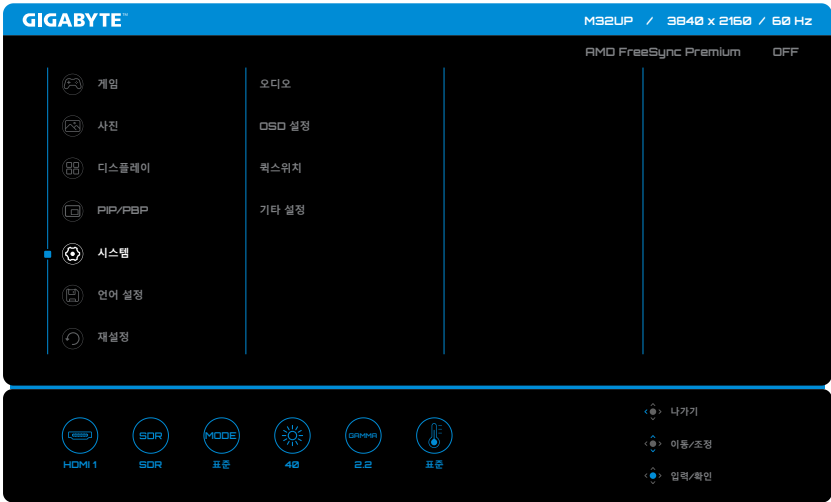 GIGABYTE™ M32UP / 3840 x 2160 / 60 Hz
AMD FreeSync Premium OFF
게임 오디오
사진 OSD 설정
디스플레이 퀵스위치
PIP/PBP 기타 설정
시스템
언어 설정
재설정
나가기
SDR MODE GAMMA
이동/조정
HDMI 1 SDR 표준 40 2.2 표준
입력/확인